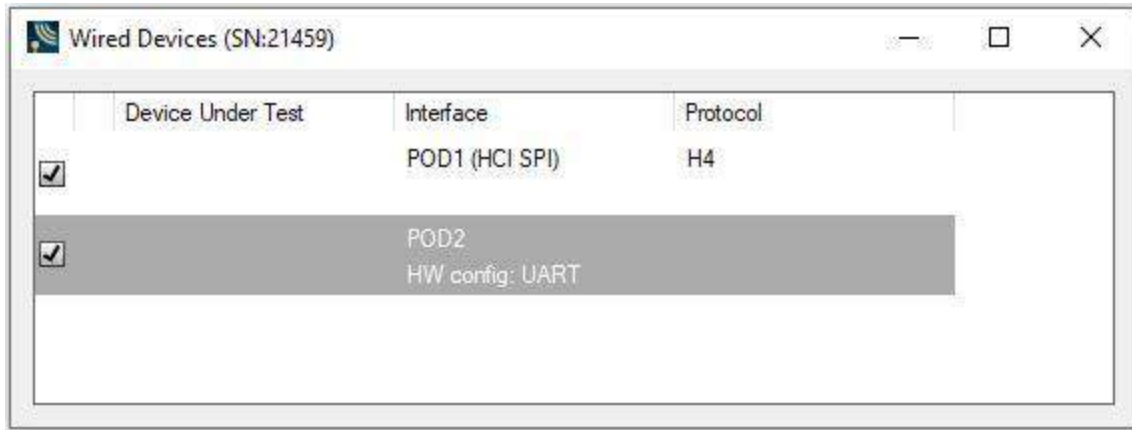 Wired Devices (SN:21459)
Device Under Test Interface Protocol
POD1 (HCI SPI) H4
POD2
HW config: UART